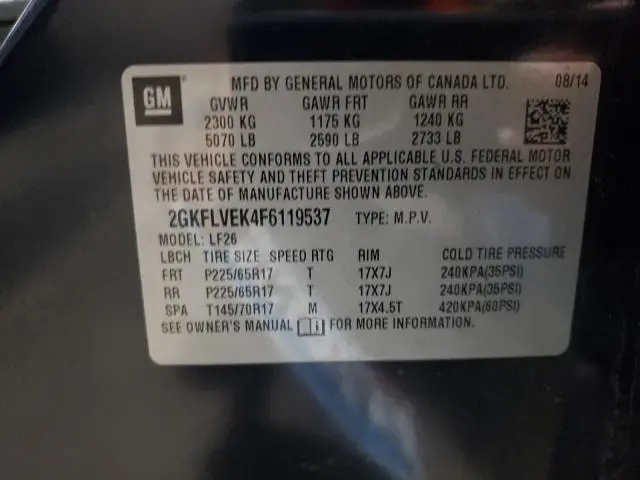 GM
MFD BY GENERAL MOTORS OF CANADA LTD. 08/14
GVWR GAWR FRT GAWR RR
2300 KG 1175 KG 1240 KG
5070 LB 2590 LB 2733 LB
THIS VEHICLE CONFORMS TO ALL APPLICABLE U.S. FEDERAL MOTOR
VEHICLE SAFETY AND THEFT PREVENTION STANDARDS IN EFFECT ON
THE DATE OF MANUFACTURE SHOWN ABOVE.
2GKFLVEK4F6119537 TYPE: M.P.V.
MODEL: LF26
LBCH TIRE SIZE SPEED RTG RIM COLD TIRE PRESSURE
FRT P225/65R17 T 17X7J 240KPA(35PSI)
RR P225/65R17 T 17X7J 240KPA(35PSI)
SPA T145/70R17 M 17X4.5T 420KPA(60PSI)
SEE OWNER'S MANUAL FOR MORE INFORMATION.